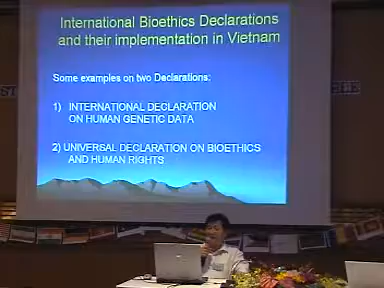 International Bioethics Declarations
and their implementation in Vietnam
Some examples on two Declarations:
1) INTERNATIONAL DECLARATION
ON HUMAN GENETIC DATA
2) UNIVERSAL DECLARATION ON BIOETHICS
AND HUMAN RIGHTS